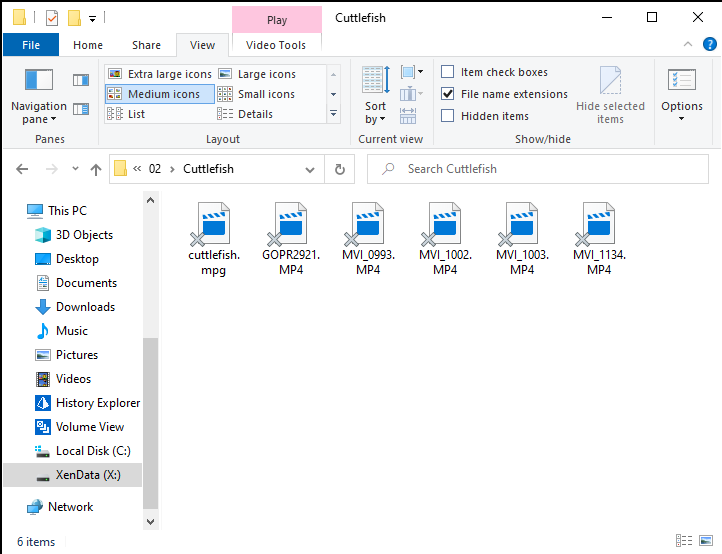 Play
Cuttlefish
File
Home
Share
View
Video Tools
Navigation
pane
Panes
Extra large icons
Large icons
Medium icons
Small icons
List
Details
Layout
Sort
by
Current view
Item check boxes
File name extensions
Hidden items
Hide selected
items
Show/hide
Options
« 02 > Cuttlefish
Search Cuttlefish
This PC
3D Objects
Desktop
Documents
Downloads
Music
Pictures
Videos
History Explorer
Volume View
Local Disk (C:)
XenData (X:)
Network
cuttlefish.
mpg
GOPR2921.
MP4
MVI_0993.
MP4
MVI_1002.
MP4
MVI_1003.
MP4
MVI_1134.
MP4
6 items